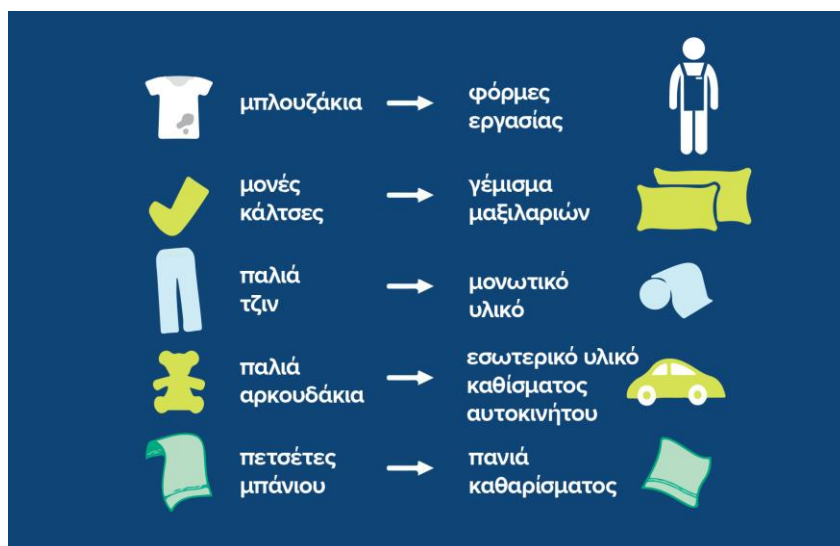 μπλουζάκια
φόρμες
εργασίας
μονές
κάλτσες
γέμισμα
μαξιλαριών
παλιά
τζιν
μονωτικό
υλικό
παλιά
αρκουδάκια
εσωτερικό υλικό
καθίσματος
αυτοκινήτου
πετσέτες
μπάνιου
πανιά
καθαρίσματος